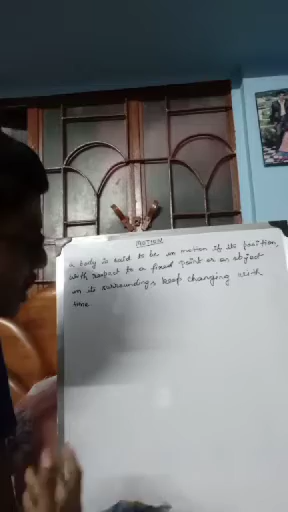 MOTION
A body is said to be in motion if its position,
with respect to a fixed point or an object
in its surroundings keep changing with
time.